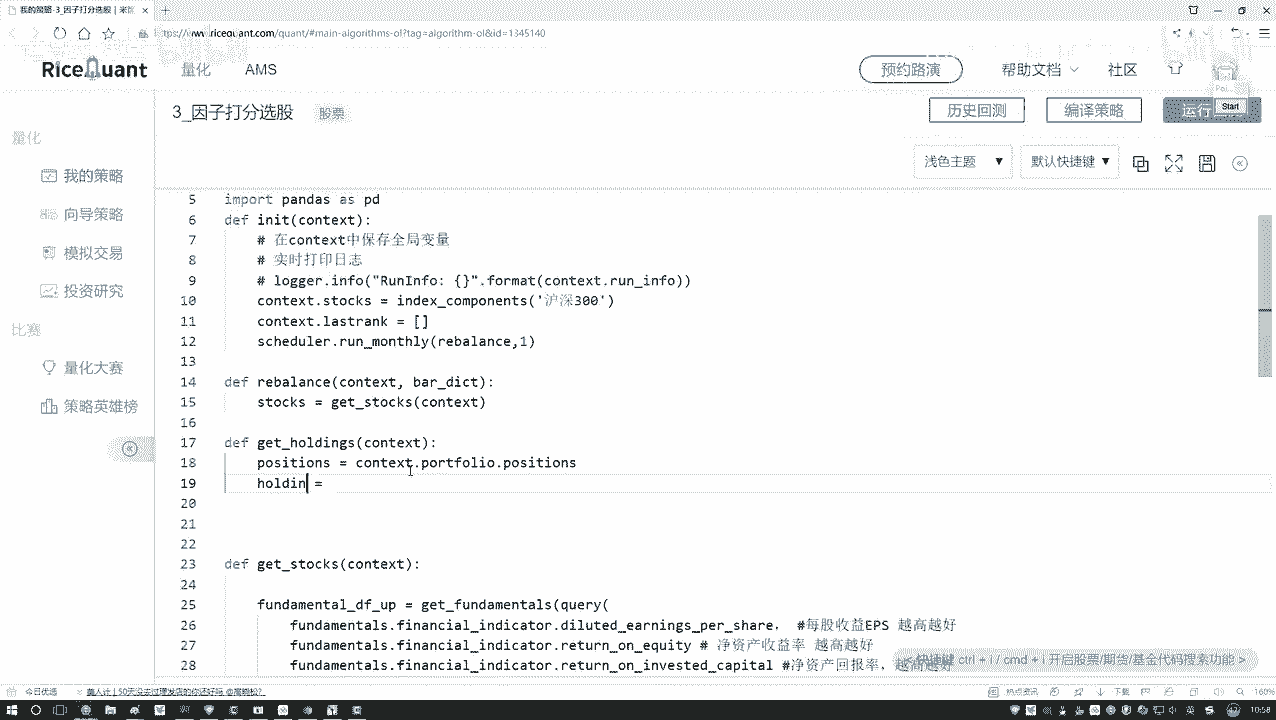 我的策略-3_因子打分选股 | 米
https://www.ricequant.com/quant/#main-algorithms-ol?tag=algorithm-ol&id=1345140
RiceQuant 量化 AMS 预约路演 帮助文档 社区
3_因子打分选股 股票 历史回测 编译策略 运行 Start
浅色主题 ▼ 默认快捷键 ▼
量化
我的策略
向导策略
模拟交易
投资研究
比赛
量化大赛
策略英雄榜
5 import pandas as pd
6 def init(context):
7 # 在context中保存全局变量
8 # 实时打印日志
9 # logger.info("RunInfo: {}".format(context.run_info))
10 context.stocks = index_components('沪深300')
11 context.lastrank = []
12 scheduler.run_monthly(rebalance,1)
13
14 def rebalance(context, bar_dict):
15 stocks = get_stocks(context)
16
17 def get_holdings(context):
18 positions = context.portfolio.positions
19 holdin =
20
21
22
23 def get_stocks(context):
24
25 fundamental_df_up = get_fundamentals(query(
26 fundamentals.financial_indicator.diluted_earnings_per_share, #每股收益EPS 越高越好
27 fundamentals.financial_indicator.return_on_equity # 净资产收益率 越高越好
28 fundamentals.financial_indicator.return_on_invested_capital #净资产回报率，越高越好
ctrl + I / cmd + I 开启股票/期货/基金代码搜索功能 >
今日优选 热点资讯 下载 160%
10:58